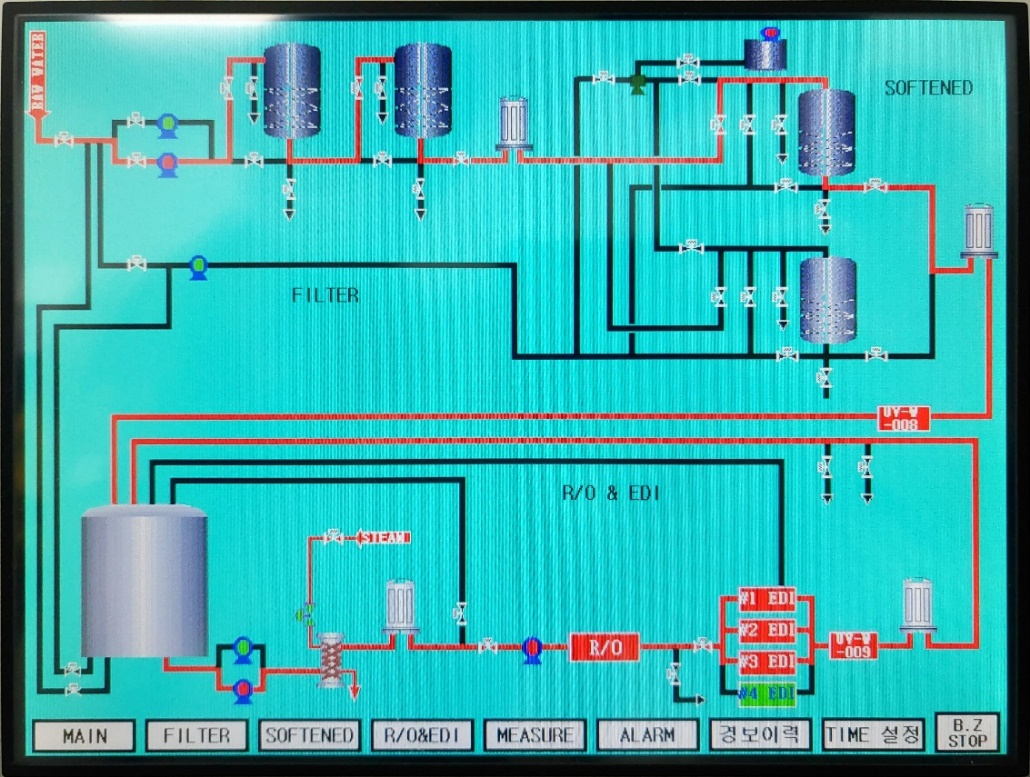 RAW WATER
SOFTENED
FILTER
UV-W
-008
R/O & EDI
STEAM
#1 EDI
#2 EDI
#3 EDI
#4 EDI
R/O
UV-W
-009
MAIN
FILTER
SOFTENED
R/O&EDI
MEASURE
ALARM
경보이력
TIME 설정
B.Z
STOP